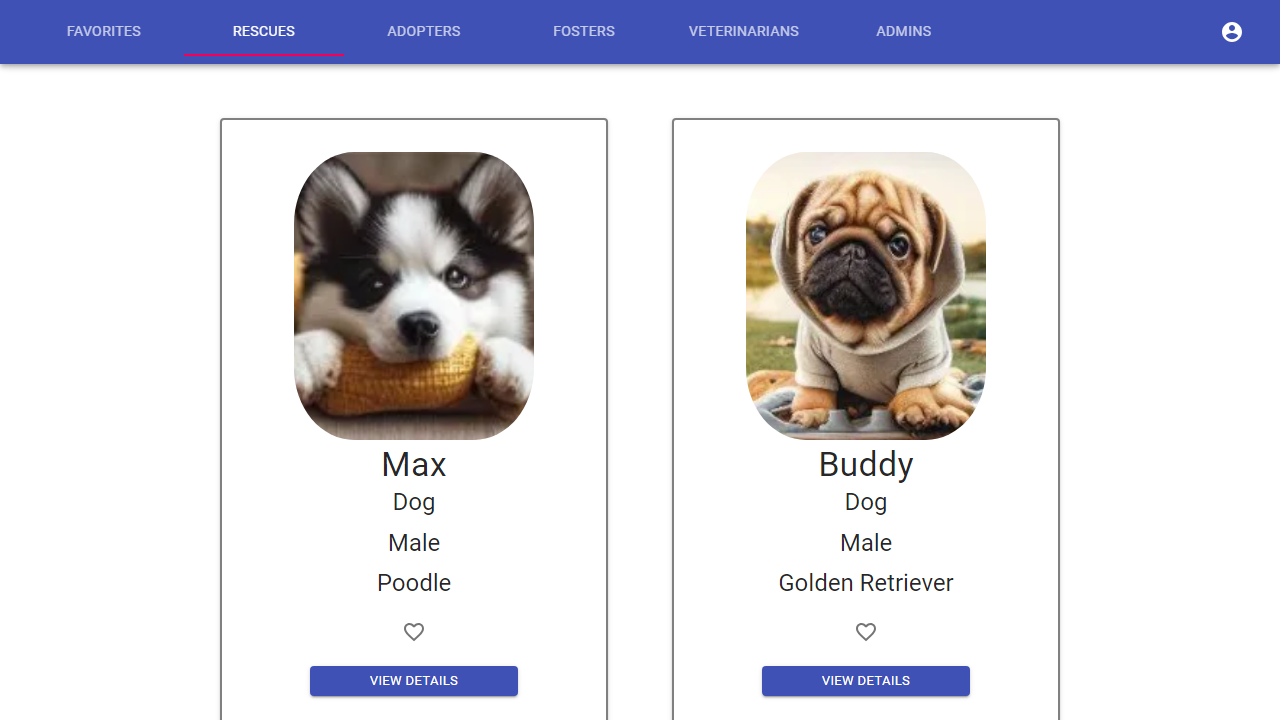 FAVORITES
RESCUES
ADOPTERS
FOSTERS
VETERINARIANS
ADMINS
Max
Dog
Male
Poodle
VIEW DETAILS
Buddy
Dog
Male
Golden Retriever
VIEW DETAILS